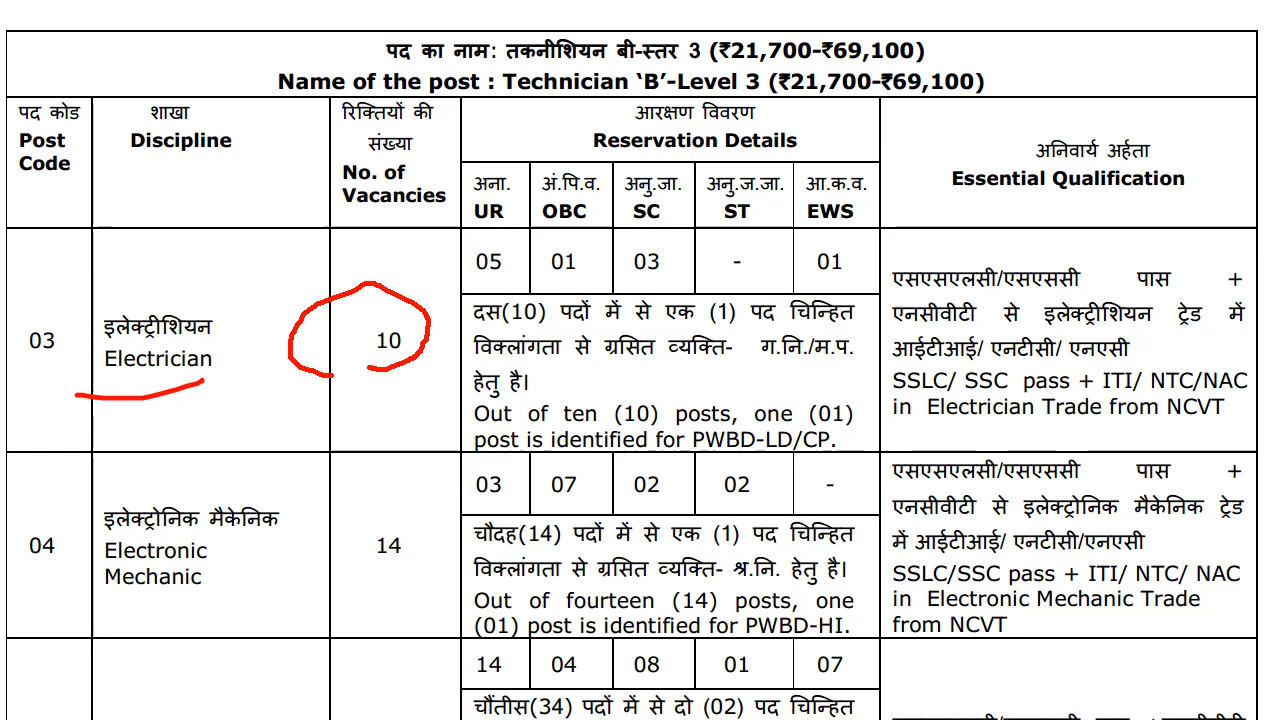 पद का नाम: तकनीशियन बी-स्तर 3 (₹21,700-₹69,100)
Name of the post : Technician ‘B’-Level 3 (₹21,700-₹69,100)
पद कोड
Post
Code
शाखा
Discipline
रिक्तियों की
संख्या
No. of
Vacancies
आरक्षण विवरण
Reservation Details
अना.
UR
अं.पि.व.
OBC
अनु.जा.
SC
अनु.ज.जा.
ST
आ.क.व.
EWS
अनिवार्य अर्हता
Essential Qualification
03
इलेक्ट्रीशियन
Electrician
10
05 01 03 - 01
दस(10) पदों में से एक (1) पद चिन्हित
विक्लांगता से ग्रसित व्यक्ति- ग.नि./म.प.
हेतु है।
Out of ten (10) posts, one (01)
post is identified for PWBD-LD/CP.
एसएसएलसी/एसएससी पास +
एनसीवीटी से इलेक्ट्रीशियन ट्रेड में
आईटीआई/ एनटीसी/ एनएसी
SSLC/ SSC pass + ITI/ NTC/NAC
in Electrician Trade from NCVT
04
इलेक्ट्रोनिक मैकेनिक
Electronic
Mechanic
14
03 07 02 02 -
चौदह(14) पदों में से एक (1) पद चिन्हित
विक्लांगता से ग्रसित व्यक्ति- श्र.नि. हेतु है।
Out of fourteen (14) posts, one
(01) post is identified for PWBD-HI.
एसएसएलसी/एसएससी पास +
एनसीवीटी से इलेक्ट्रोनिक मैकेनिक ट्रेड
में आईटीआई/ एनटीसी/एनएसी
SSLC/SSC pass + ITI/ NTC/ NAC
in Electronic Mechanic Trade
from NCVT
14 04 08 01 07
चौंतीस(34) पदों में से दो (02) पद चिन्हित